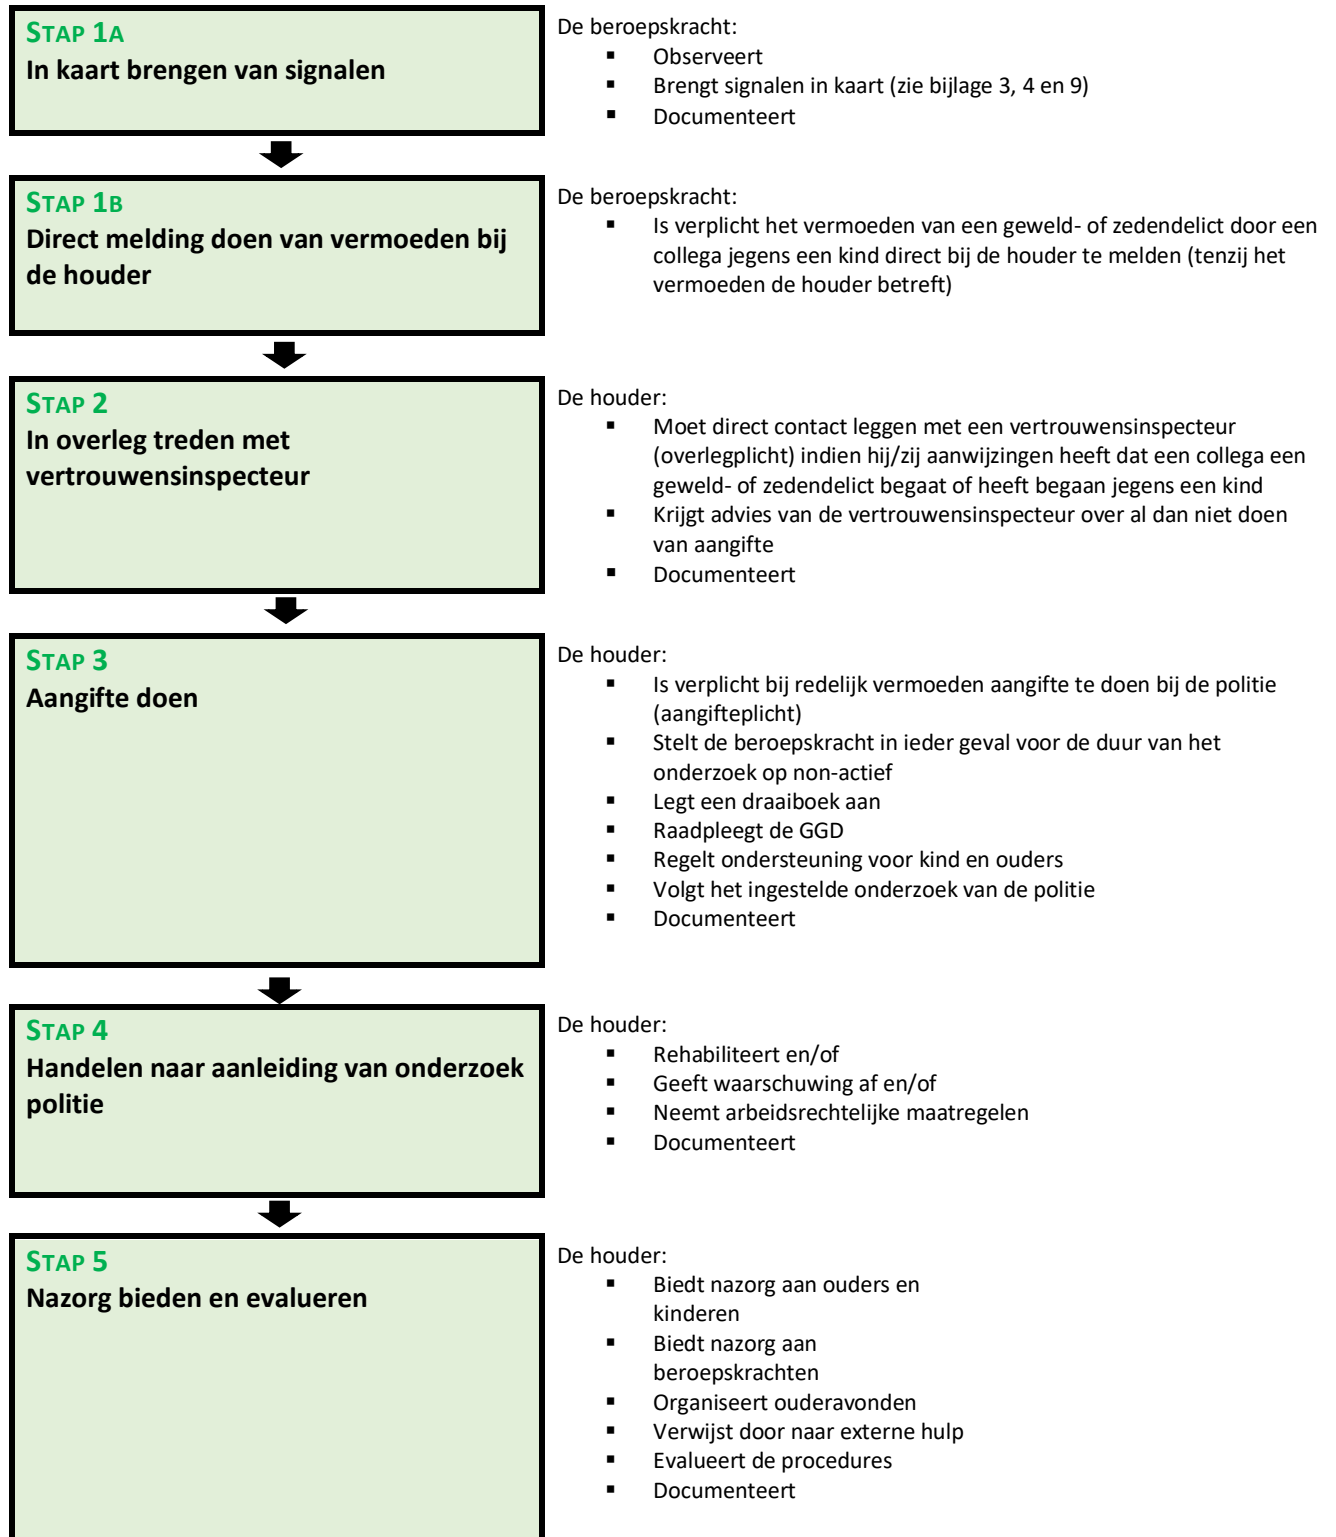 STAP 1A
In kaart brengen van signalen
De beroepskracht:
▪ Observeert
▪ Brengt signalen in kaart (zie bijlage 3, 4 en 9)
▪ Documenteert
STAP 1B
Direct melding doen van vermoeden bij
de houder
De beroepskracht:
▪ Is verplicht het vermoeden van een geweld- of zedendelict door een
collega jegens een kind direct bij de houder te melden (tenzij het
vermoeden de houder betreft)
STAP 2
In overleg treden met
vertrouwensinspecteur
De houder:
▪ Moet direct contact leggen met een vertrouwensinspecteur
(overlegplicht) indien hij/zij aanwijzingen heeft dat een collega een
geweld- of zedendelict begaat of heeft begaan jegens een kind
▪ Krijgt advies van de vertrouwensinspecteur over al dan niet doen
van aangifte
▪ Documenteert
STAP 3
Aangifte doen
De houder:
▪ Is verplicht bij redelijk vermoeden aangifte te doen bij de politie
(aangifteplicht)
▪ Stelt de beroepskracht in ieder geval voor de duur van het
onderzoek op non-actief
▪ Legt een draaiboek aan
▪ Raadpleegt de GGD
▪ Regelt ondersteuning voor kind en ouders
▪ Volgt het ingestelde onderzoek van de politie
▪ Documenteert
STAP 4
Handelen naar aanleiding van onderzoek
politie
De houder:
▪ Rehabiliteert en/of
▪ Geeft waarschuwing af en/of
▪ Neemt arbeidsrechtelijke maatregelen
▪ Documenteert
STAP 5
Nazorg bieden en evalueren
De houder:
▪ Biedt nazorg aan ouders en
kinderen
▪ Biedt nazorg aan
beroepskrachten
▪ Organiseert ouderavonden
▪ Verwijst door naar externe hulp
▪ Evalueert de procedures
▪ Documenteert